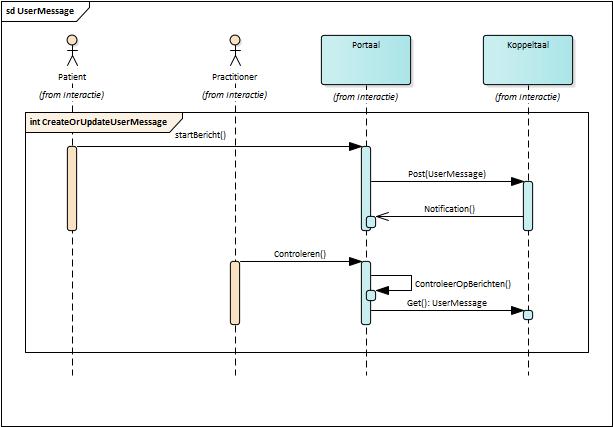 sd UserMessage
Portaal
Koppeltaal
Patient
Practitioner
(from Interactie)
(from Interactie)
(from Interactie)
(from Interactie)
int CreateOrUpdateUserMessage
startBericht()
Post(UserMessage)
Notification()
Controleren()
ControleerOpBerichten()
Get(): UserMessage